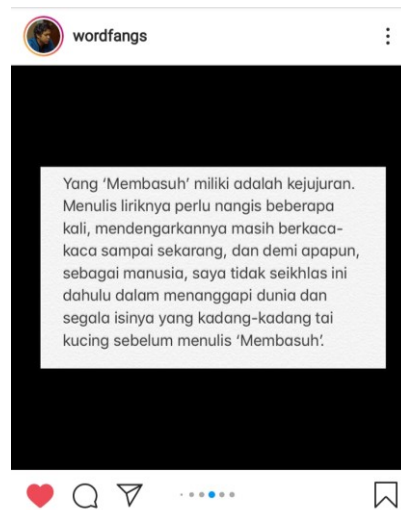 wordfangs
Yang ‘Membasuh’ miliki adalah kejujuran.
Menulis liriknya perlu nangis beberapa
kali, mendengarkannya masih berkaca-
kaca sampai sekarang, dan demi apapun,
sebagai manusia, saya tidak seikhlas ini
dahulu dalam menanggapi dunia dan
segala isinya yang kadang-kadang tai
kucing sebelum menulis ‘Membasuh’.